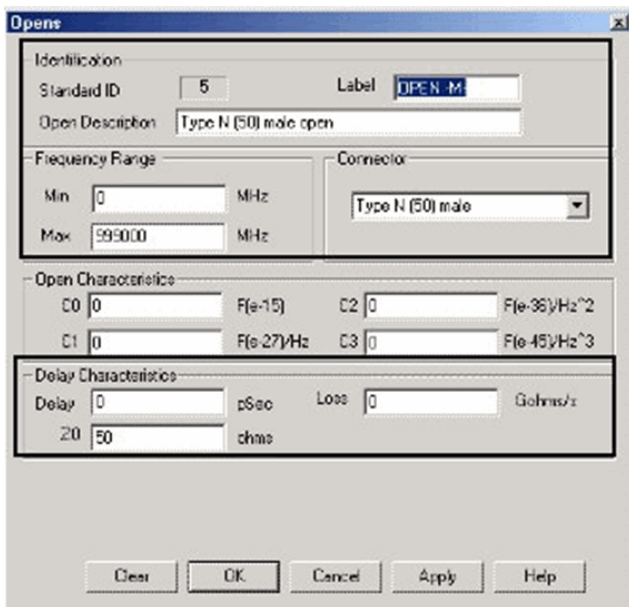 Opens
Identification
Standard ID 5 Label OPEN -M-
Open Description Type N (50) male open
Frequency Range Connector
Min 0 MHz Type N (50) male
Max 999000 MHz
Open Characteristics
C0 0 F(e-15) C2 0 F(e-36)/Hz^2
C1 0 F(e-27)/Hz C3 0 F(e-45)/Hz^3
Delay Characteristics
Delay 0 pSec Loss 0 Gohms/s
Z0 50 ohms
Clear OK Cancel Apply Help